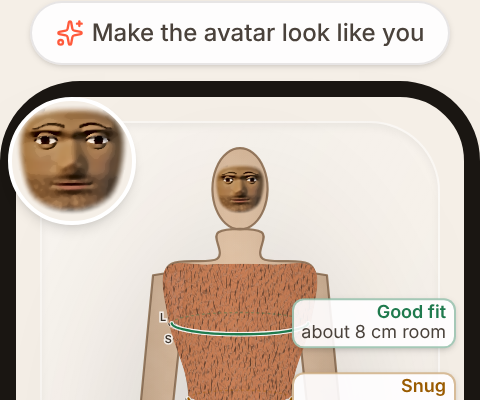 Make the avatar look like you
Good fit
about 8 cm room
L
S
Snug